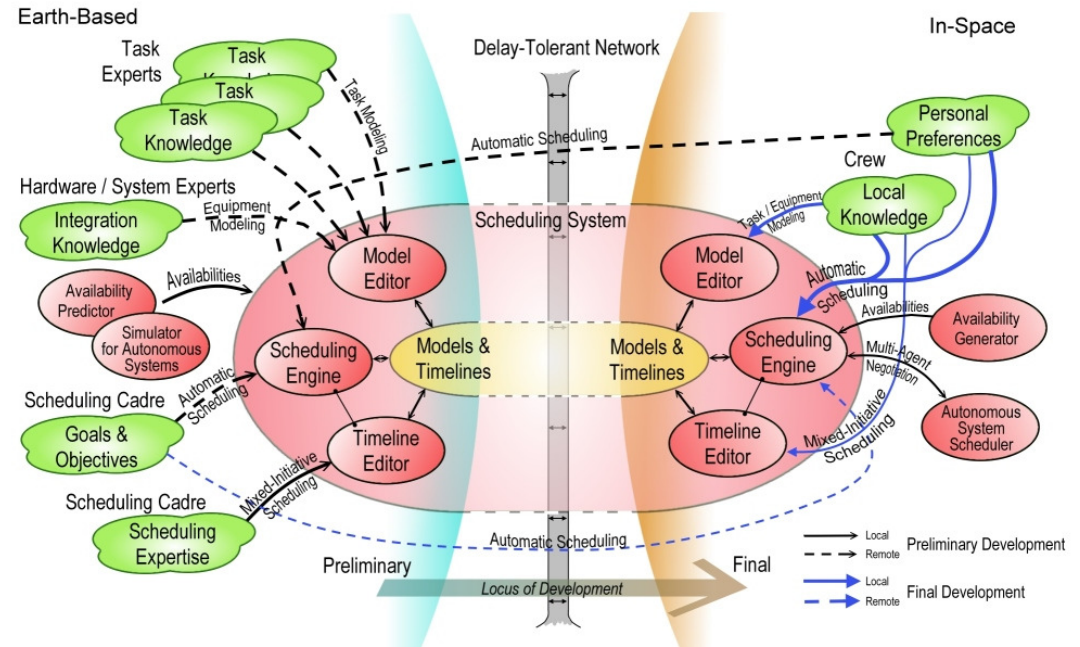 Earth-Based
In-Space
Delay-Tolerant Network
Task
Experts
Task
Task
Task
Knowledge
Task Modeling
Automatic Scheduling
Personal
Preferences
Crew
Local
Knowledge
Hardware / System Experts
Integration
Knowledge
Equipment
Modeling
Scheduling System
Task / Equipment
Modeling
Model
Editor
Model
Editor
Availabilities
Availability
Predictor
Simulator
for Autonomous
Systems
Automatic
Scheduling
Availabilities
Availability
Generator
Scheduling
Engine
Models &
Timelines
Models &
Timelines
Scheduling
Engine
Multi-Agent
Negotiation
Automatic
Scheduling
Scheduling Cadre
Goals &
Objectives
Timeline
Editor
Timeline
Editor
Mixed-Initiative
Scheduling
Autonomous
System
Scheduler
Mixed-Initiative
Scheduling
Scheduling Cadre
Scheduling
Expertise
Automatic Scheduling
Preliminary
Final
Locus of Development
Local
Remote
Preliminary Development
Local
Remote
Final Development